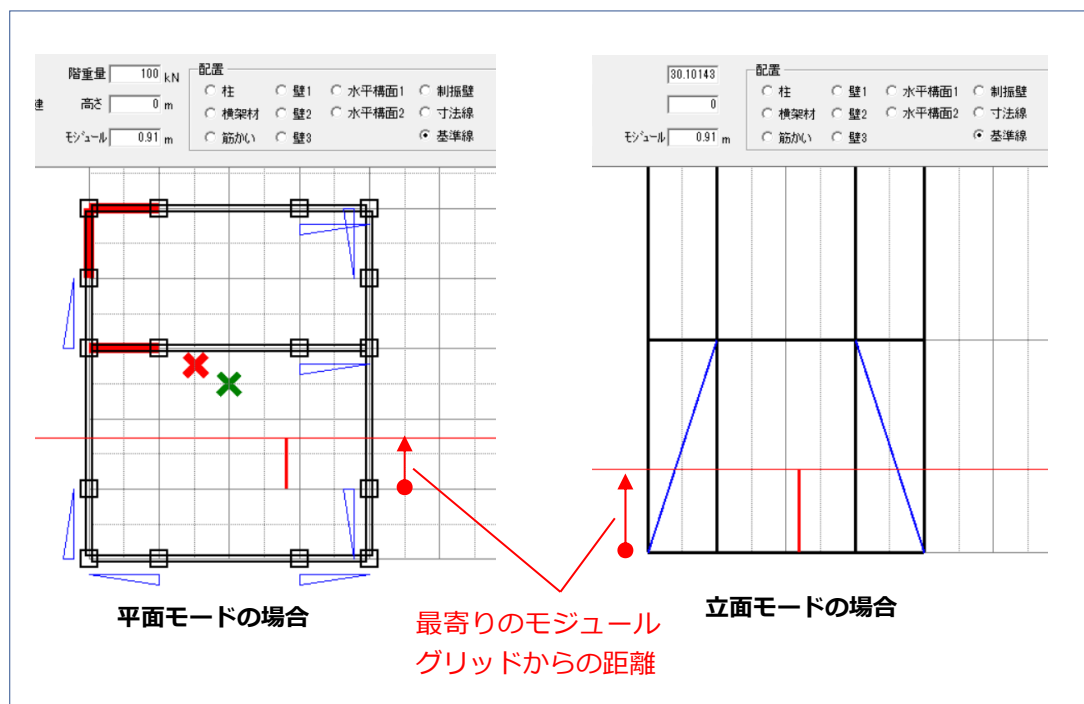 階重量 100 kN
建 高さ 0 m
モジュール 0.91 m
配置
柱 壁1 水平構面1 制振壁
横架材 壁2 水平構面2 寸法線
筋かい 壁3 基準線
30.10143
0
モジュール 0.91 m
配置
柱 壁1 水平構面1 制振壁
横架材 壁2 水平構面2 寸法線
筋かい 壁3 基準線
平面モードの場合
最寄りのモジュール
グリッドからの距離
立面モードの場合